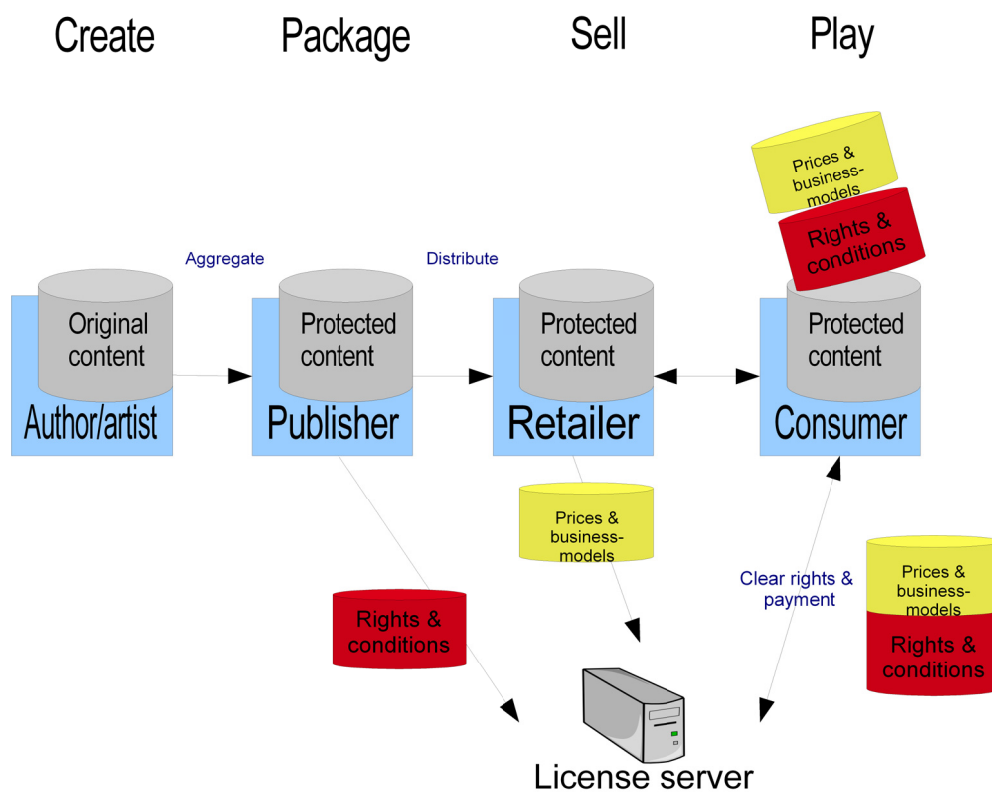 Create
Package
Sell
Play
Prices &
business-
models
Rights &
conditions
Aggregate
Distribute
Original
content
Author/artist
Protected
content
Publisher
Protected
content
Retailer
Protected
content
Consumer
Prices &
business-
models
Rights &
conditions
Clear rights &
payment
Prices &
business-
models
Rights &
conditions
License server